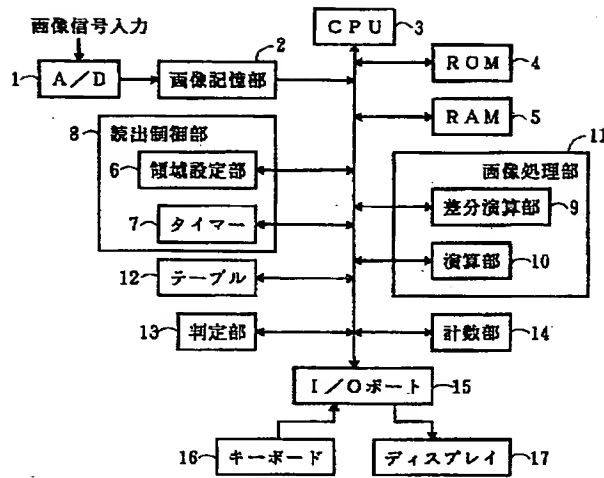 画像信号入力
1 A/D
画像記憶部 2
CPU 3
ROM 4
RAM 5
8 読出制御部
6 領域設定部
7 タイマー
画像処理部 11
差分演算部 9
演算部 10
12 テーブル
13 判定部
計数部 14
I/Oポート 15
16 キーボード
ディスプレイ 17